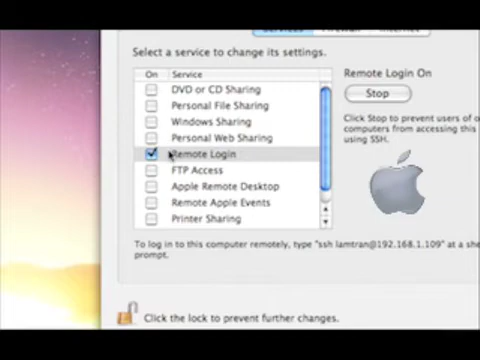 Services Firewall Internet
Select a service to change its settings.
On Service
DVD or CD Sharing
Personal File Sharing
Windows Sharing
Personal Web Sharing
Remote Login
FTP Access
Apple Remote Desktop
Remote Apple Events
Printer Sharing
Remote Login On
Stop
Click Stop to prevent users of o
computers from accessing this
using SSH.
To log in to this computer remotely, type "ssh lamtran@192.168.1.109" at a she
prompt.
Click the lock to prevent further changes.